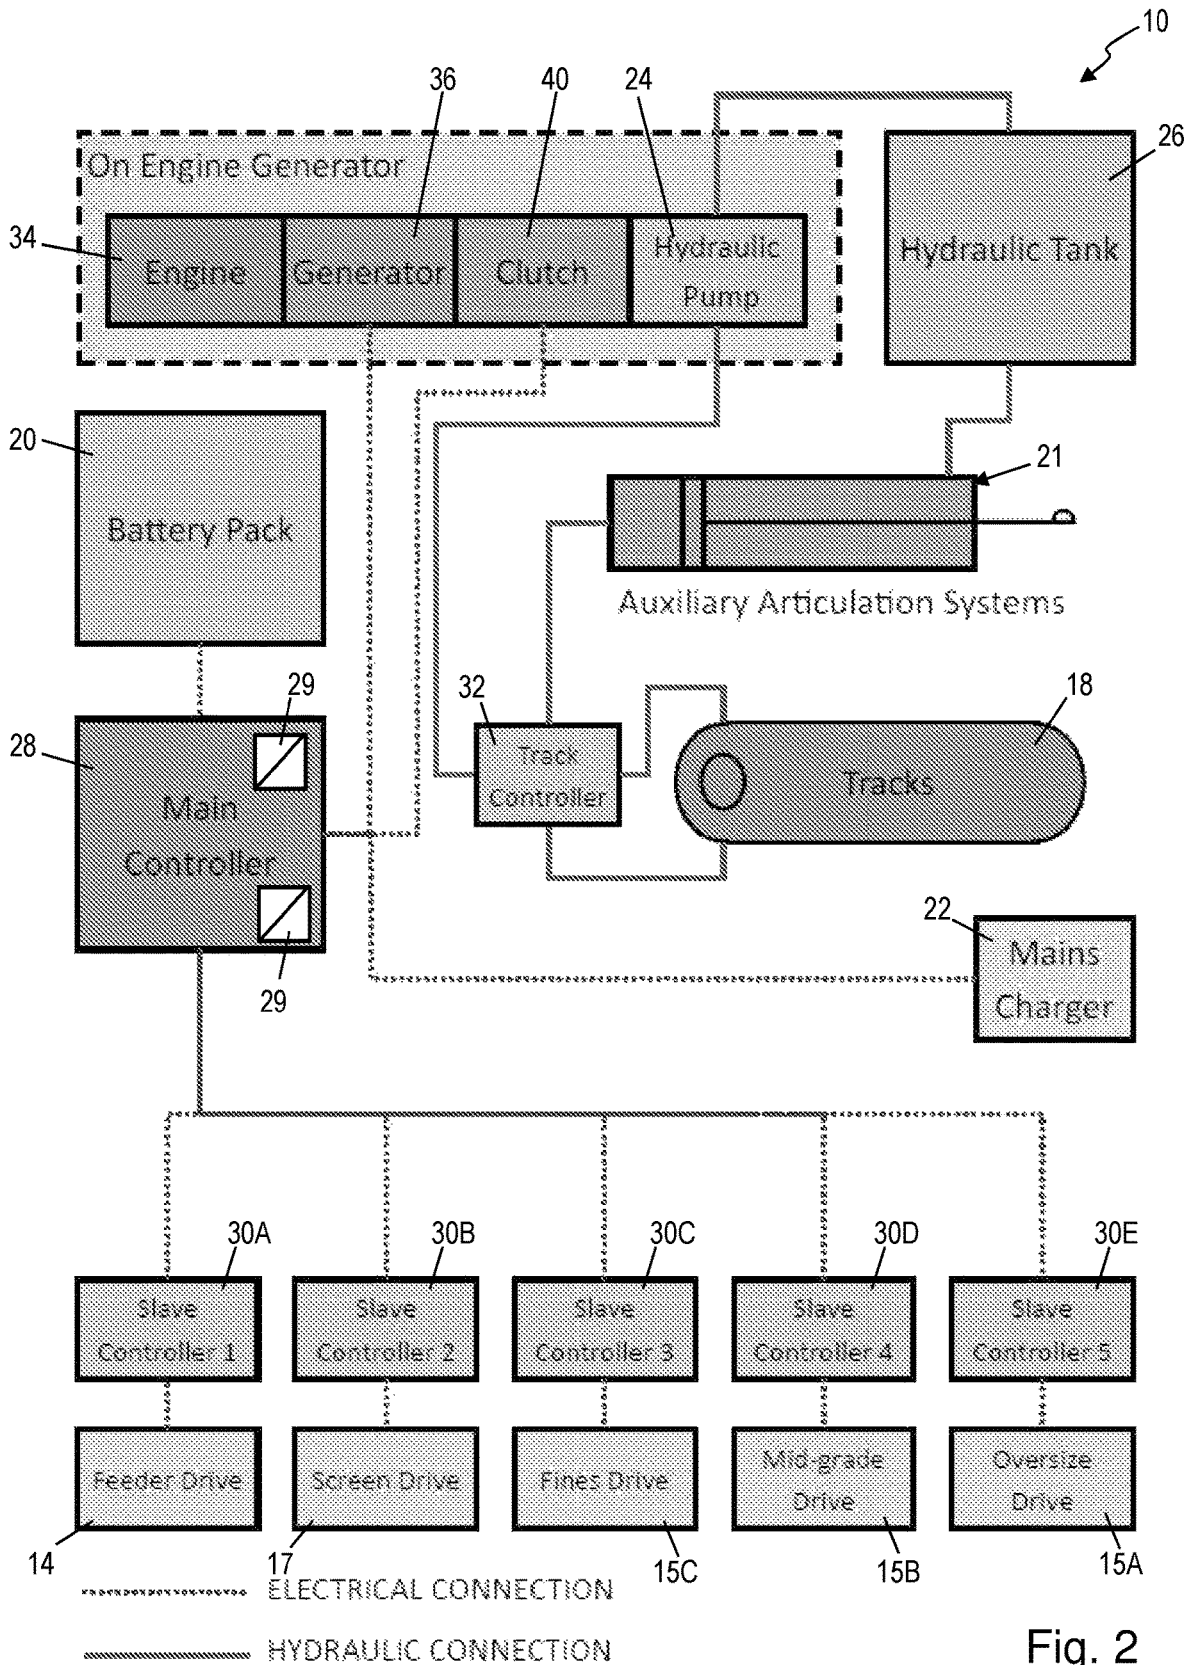 10
36
40
24
26
On Engine Generator
34
Engine
Generator
Clutch
Hydraulic
Pump
Hydraulic Tank
20
Battery Pack
21
Auxiliary Articulation Systems
29
32
18
28
Main
Controller
Track
Controller
Tracks
29
22
Mains
Charger
30A
30B
30C
30D
30E
Slave
Controller 1
Slave
Controller 2
Slave
Controller 3
Slave
Controller 4
Slave
Controller 5
Feeder Drive
Screen Drive
Fines Drive
Mid-grade
Drive
Oversize
Drive
14
17
15C
15B
15A
ELECTRICAL CONNECTION
HYDRAULIC CONNECTION
Fig. 2